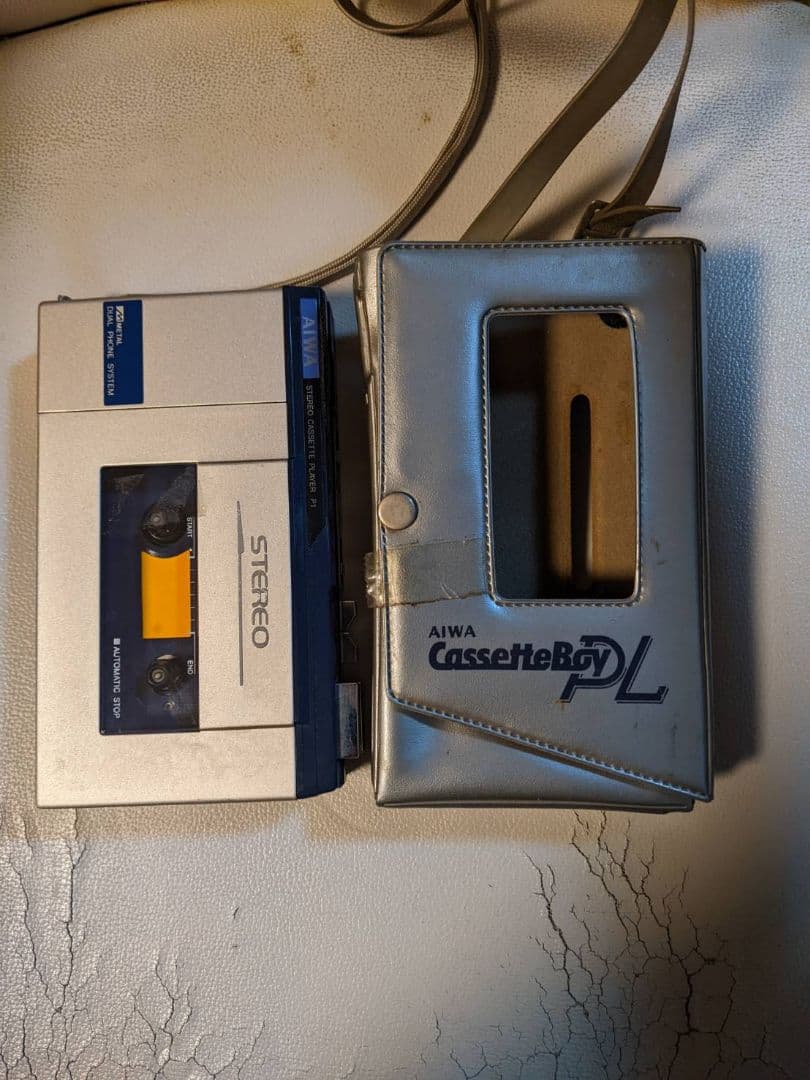 METAL
DUAL PHONE SYSTEM
AIWA
STEREO CASSETTE PLAYER P1
START
END
AUTOMATIC STOP
STEREO
AIWA
CassetteBoy PL